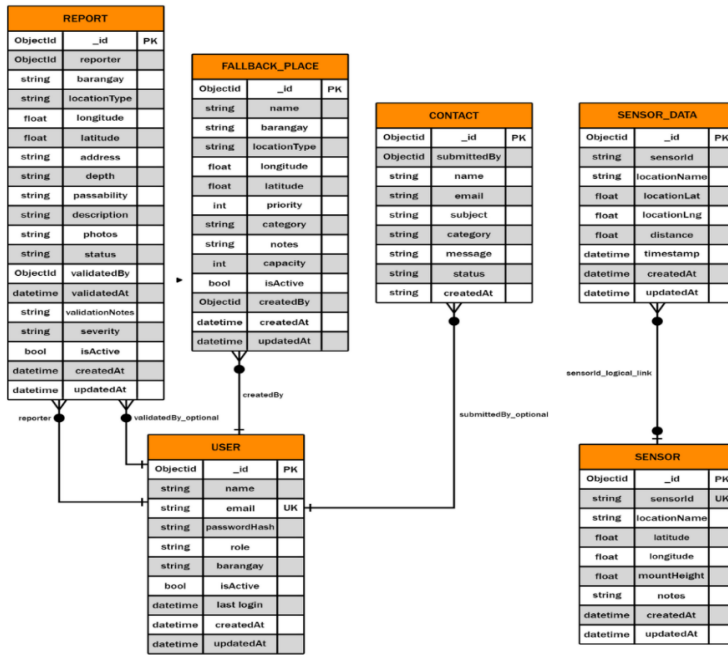 REPORT
ObjectId _id PK
ObjectId reporter
string barangay
string locationType
float longitude
float latitude
string address
string depth
string passability
string description
string photos
string status
ObjectId validatedBy
datetime validatedAt
string validationNotes
string severity
bool isActive
datetime createdAt
datetime updatedAt
FALLBACK_PLACE
Objectid _id PK
string name
string barangay
string locationType
float longitude
float latitude
int priority
string category
string notes
int capacity
bool isActive
Objectid createdBy
datetime createdAt
datetime updatedAt
CONTACT
Objectid _id PK
Objectid submittedBy
string name
string email
string subject
string category
string message
string status
string createdAt
SENSOR_DATA
Objectid _id PK
string sensorId
string locationName
float locationLat
float locationLng
float distance
datetime timestamp
datetime createdAt
datetime updatedAt
reporter
validatedBy_optional
createdBy
submittedBy_optional
sensorId_logical_link
USER
Objectid _id PK
string name
string email UK
string passwordHash
string role
string barangay
bool isActive
datetime last login
datetime createdAt
datetime updatedAt
SENSOR
Objectid _id PK
string sensorId UK
string locationName
float latitude
float longitude
float mountHeight
string notes
datetime createdAt
datetime updatedAt